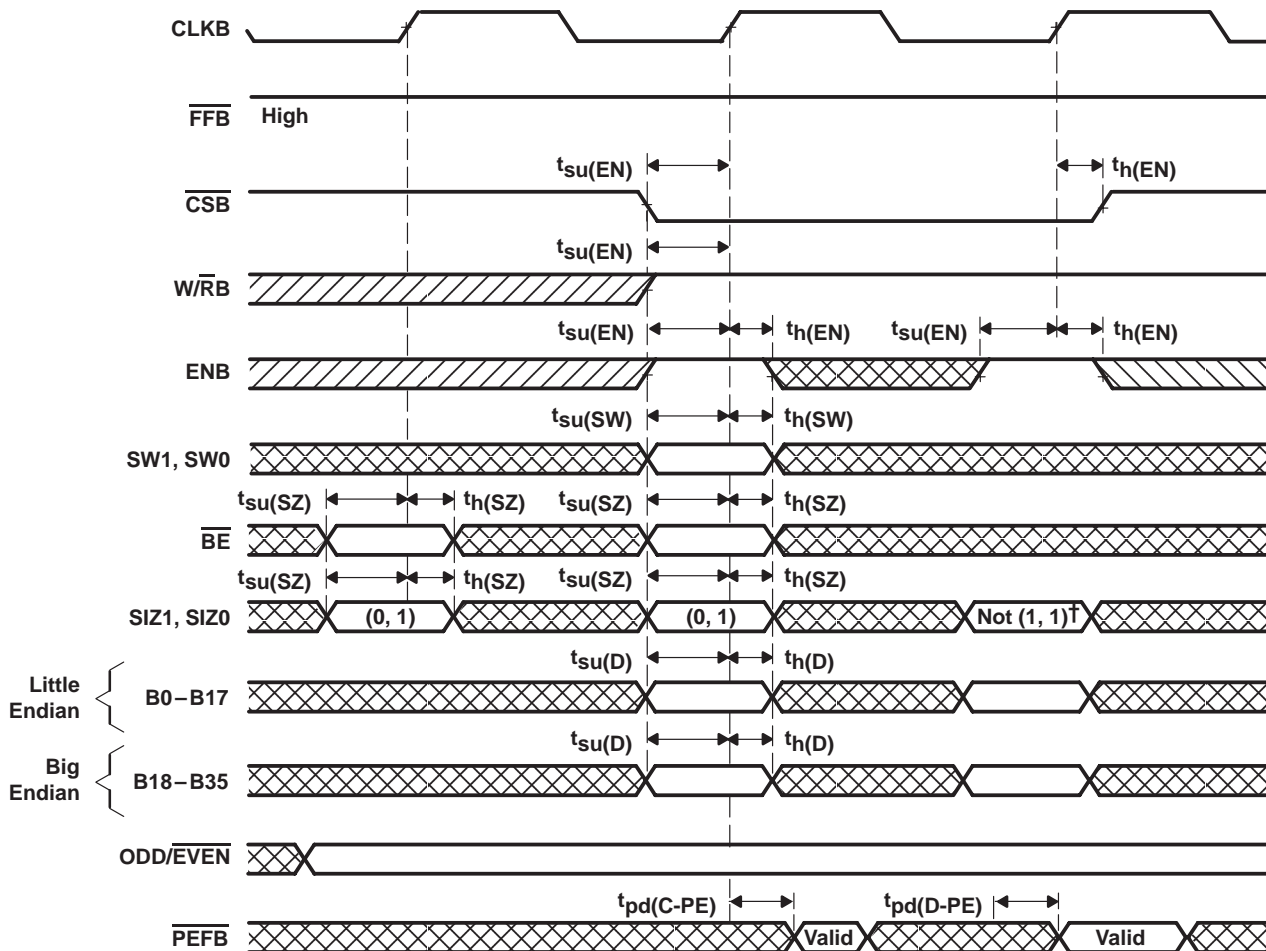 CLKB
FFB High
tsu(EN) th(EN)
CSB
tsu(EN)
W/RB
tsu(EN) th(EN) tsu(EN) th(EN)
ENB
tsu(SW) th(SW)
SW1, SW0
tsu(SZ) th(SZ) tsu(SZ) th(SZ)
BE
tsu(SZ) th(SZ) tsu(SZ) th(SZ)
SIZ1, SIZ0 (0, 1) (0, 1) Not (1, 1)†
tsu(D) th(D)
Little
Endian
B0–B17
tsu(D) th(D)
Big
Endian
B18–B35
ODD/EVEN
tpd(C-PE) tpd(D-PE)
PEFB Valid Valid